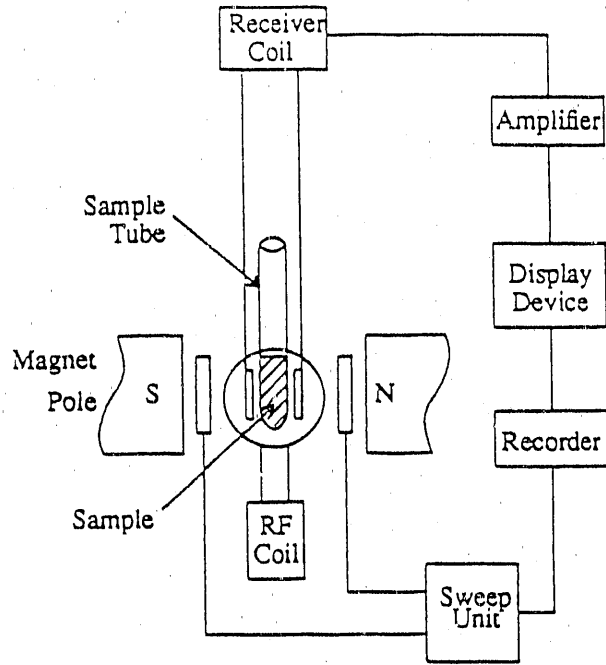 Receiver
Coil
Amplifier
Sample
Tube
Display
Device
Magnet
Pole
S
N
Recorder
Sample
RF
Coil
Sweep
Unit